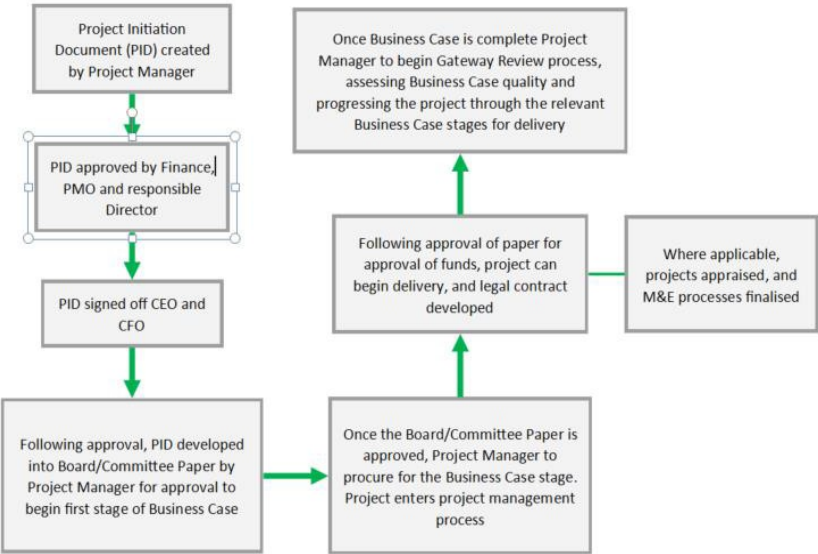 Project Initiation
Document (PID) created
by Project Manager
PID approved by Finance,
PMO and responsible
Director
PID signed off CEO and
CFO
Following approval, PID developed
into Board/Committee Paper by
Project Manager for approval to
begin first stage of Business Case
Once the Board/Committee Paper is
approved, Project Manager to
procure for the Business Case stage.
Project enters project management
process
Following approval of paper for
approval of funds, project can
begin delivery, and legal contract
developed
Where applicable,
projects appraised, and
M&E processes finalised
Once Business Case is complete Project
Manager to begin Gateway Review process,
assessing Business Case quality and
progressing the project through the relevant
Business Case stages for delivery